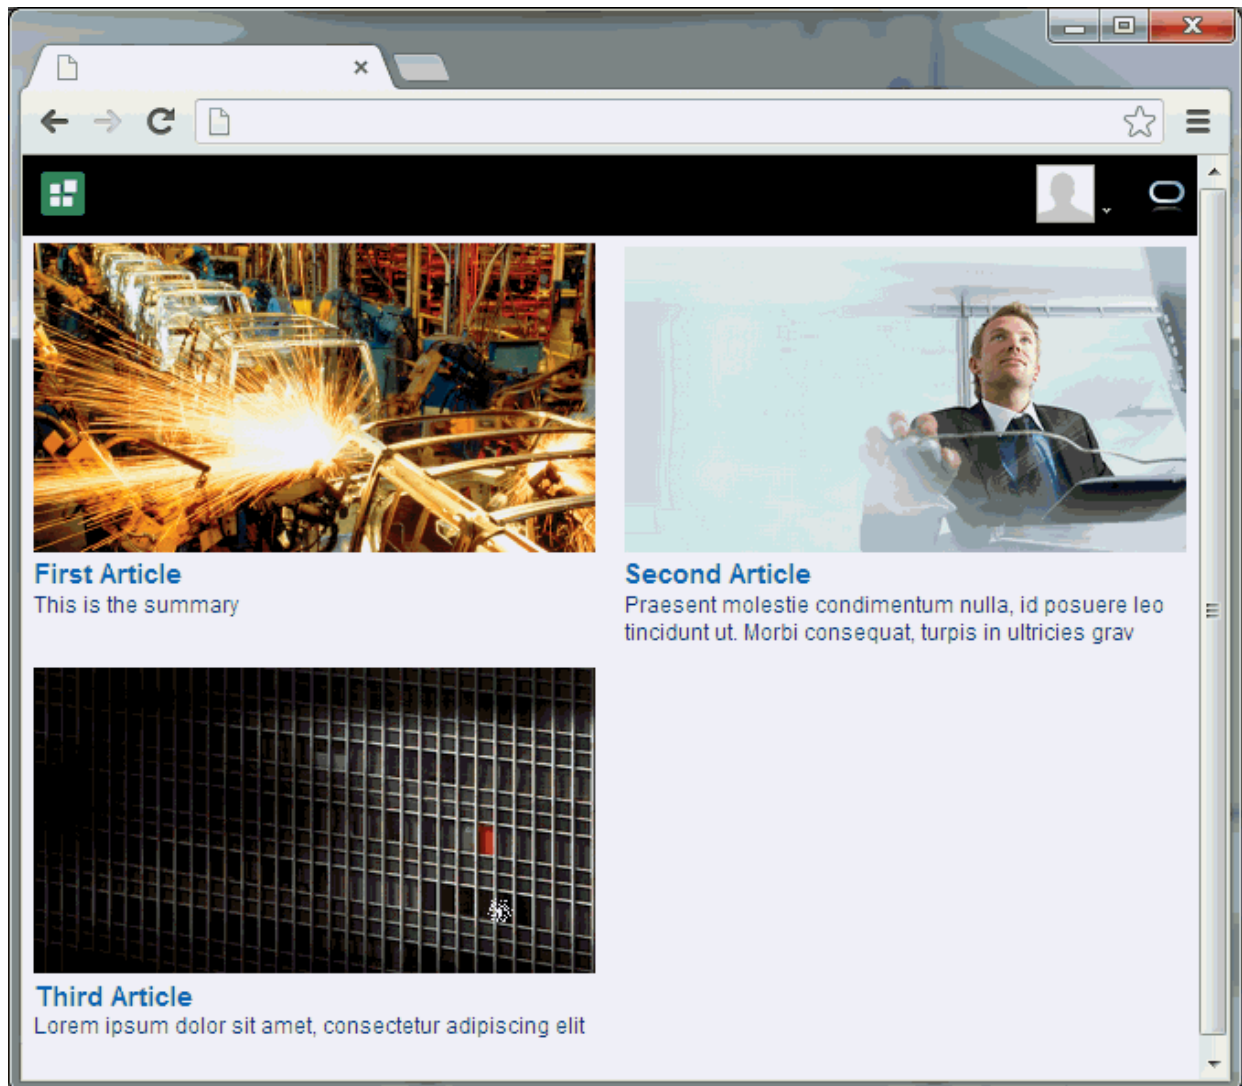 First Article
This is the summary
Second Article
Praesent molestie condimentum nulla, id posuere leo
tincidunt ut. Morbi consequat, turpis in ultricies grav
Third Article
Lorem ipsum dolor sit amet, consectetur adipiscing elit